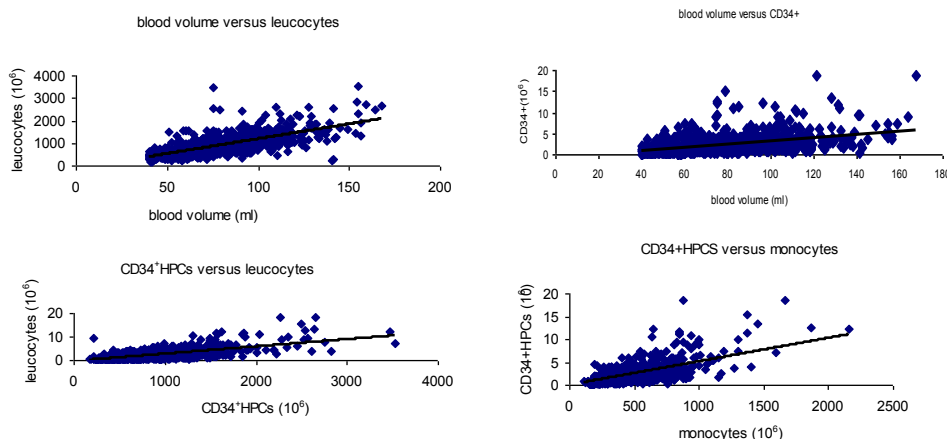 blood volume versus leucocytes
leucocytes (10⁶)
4000
3000
2000
1000
0
0 50 100 150 200
blood volume (ml)
blood volume versus CD34+
CD34+(10⁶)
20
15
10
5
0
0 20 40 60 80 100 120 140 160 180
blood volume (ml)
CD34⁺HPCs versus leucocytes
leucocytes (10⁶)
20
10
0
0 1000 2000 3000 4000
CD34⁺HPCs (10⁶)
CD34+HPCS versus monocytes
CD34+HPCs (10⁶)
20
15
10
5
0
0 500 1000 1500 2000 2500
monocytes (10⁶)